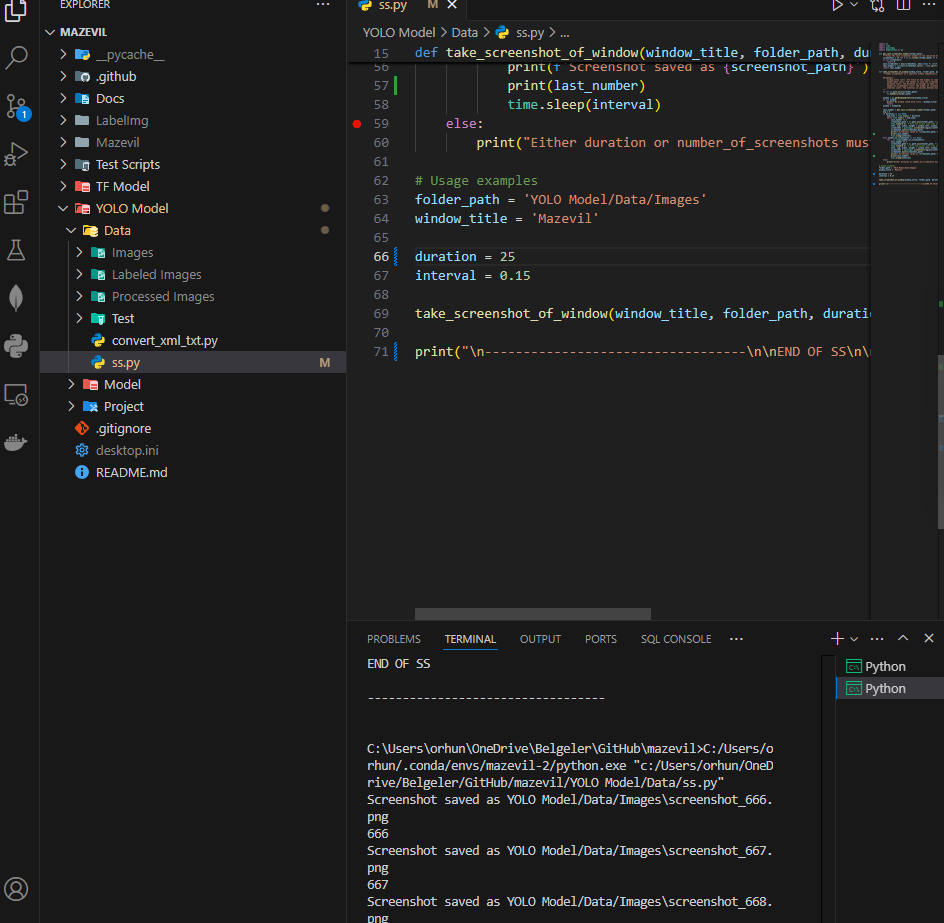 EXPLORER
MAZEVIL
__pycache__
.github
Docs
LabelImg
Mazevil
Test Scripts
TF Model
YOLO Model
Data
Images
Labeled Images
Processed Images
Test
convert_xml_txt.py
ss.py M
Model
Project
.gitignore
desktop.ini
README.md
1
ss.py M
YOLO Model > Data > ss.py > ...
15 def take_screenshot_of_window(window_title, folder_path, du
56 print(f"Screenshot saved as {screenshot_path}")
57 print(last_number)
58 time.sleep(interval)
59 else:
60 print("Either duration or number_of_screenshots mus
61
62 # Usage examples
63 folder_path = 'YOLO Model/Data/Images'
64 window_title = 'Mazevil'
65
66 duration = 25
67 interval = 0.15
68
69 take_screenshot_of_window(window_title, folder_path, duratio
70
71 print("\n----------------------------------\n\nEND OF SS\n\
PROBLEMS TERMINAL OUTPUT PORTS SQL CONSOLE ...
Python
Python
END OF SS
----------------------------------
C:\Users\orhun\OneDrive\Belgeler\GitHub\mazevil>C:/Users/o
rhun/.conda/envs/mazevil-2/python.exe "c:/Users/orhun/OneD
rive/Belgeler/GitHub/mazevil/YOLO Model/Data/ss.py"
Screenshot saved as YOLO Model/Data/Images\screenshot_666.
png
666
Screenshot saved as YOLO Model/Data/Images\screenshot_667.
png
667
Screenshot saved as YOLO Model/Data/Images\screenshot_668.
png